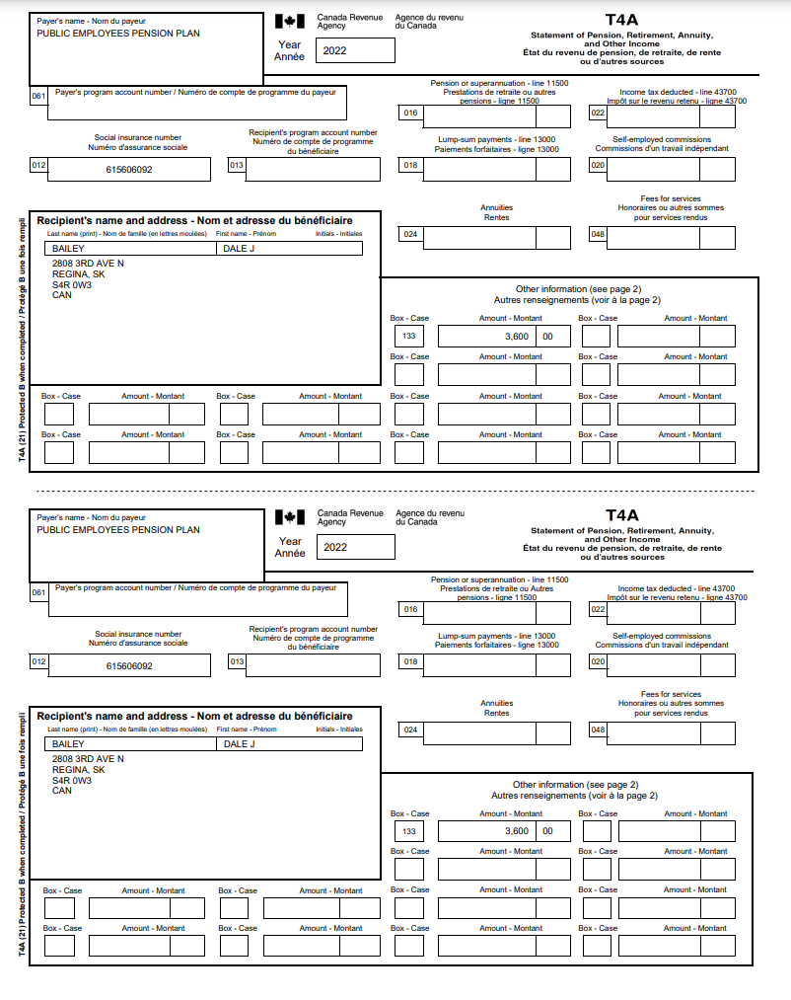 Payer's name - Nom du payeur
PUBLIC EMPLOYEES PENSION PLAN
Canada Revenue Agency
Agence du revenu du Canada
Year
Année
2022
T4A
Statement of Pension, Retirement, Annuity,
and Other Income
État du revenu de pension, de retraite, de rente
ou d'autres sources
061
Payer's program account number / Numéro de compte de programme du payeur
Pension or superannuation - line 11500
Prestations de retraite ou autres
pensions - ligne 11500
016
Income tax deducted - line 43700
Impôt sur le revenu retenu - ligne 43700
022
Social insurance number
Numéro d'assurance sociale
012
615606092
Recipient's program account number
Numéro de compte de programme
du bénéficiaire
013
Lump-sum payments - line 13000
Paiements forfaitaires - ligne 13000
018
Self-employed commissions
Commissions d'un travail indépendant
020
Annuities
Rentes
024
Fees for services
Honoraires ou autres sommes
pour services rendus
048
Recipient's name and address - Nom et adresse du bénéficiaire
Last name (print) - Nom de famille (en lettres moulées) First name - Prénom Initials - Initiales
BAILEY DALE J
2808 3RD AVE N
REGINA, SK
S4R 0W3
CAN
Other information (see page 2)
Autres renseignements (voir à la page 2)
Box - Case Amount - Montant Box - Case Amount - Montant
133 3,600 00
Box - Case Amount - Montant Box - Case Amount - Montant
Box - Case Amount - Montant Box - Case Amount - Montant Box - Case Amount - Montant Box - Case Amount - Montant
Box - Case Amount - Montant Box - Case Amount - Montant Box - Case Amount - Montant Box - Case Amount - Montant
T4A (21) Protected B when completed / Protégé B une fois rempli
Payer's name - Nom du payeur
PUBLIC EMPLOYEES PENSION PLAN
Canada Revenue Agency
Agence du revenu du Canada
Year
Année
2022
T4A
Statement of Pension, Retirement, Annuity,
and Other Income
État du revenu de pension, de retraite, de rente
ou d'autres sources
061
Payer's program account number / Numéro de compte de programme du payeur
Pension or superannuation - line 11500
Prestations de retraite ou Autres
pensions - ligne 11500
016
Income tax deducted - line 43700
Impôt sur le revenu retenu - ligne 43700
022
Social insurance number
Numéro d'assurance sociale
012
615606092
Recipient's program account number
Numéro de compte de programme
du bénéficiaire
013
Lump-sum payments - line 13000
Paiements forfaitaires - ligne 13000
018
Self-employed commissions
Commissions d'un travail indépendant
020
Annuities
Rentes
024
Fees for services
Honoraires ou autres sommes
pour services rendus
048
Recipient's name and address - Nom et adresse du bénéficiaire
Last name (print) - Nom de famille (en lettres moulées) First name - Prénom Initials - Initiales
BAILEY DALE J
2808 3RD AVE N
REGINA, SK
S4R 0W3
CAN
Other information (see page 2)
Autres renseignements (voir à la page 2)
Box - Case Amount - Montant Box - Case Amount - Montant
133 3,600 00
Box - Case Amount - Montant Box - Case Amount - Montant
Box - Case Amount - Montant Box - Case Amount - Montant Box - Case Amount - Montant Box - Case Amount - Montant
Box - Case Amount - Montant Box - Case Amount - Montant Box - Case Amount - Montant Box - Case Amount - Montant
T4A (21) Protected B when completed / Protégé B une fois rempli